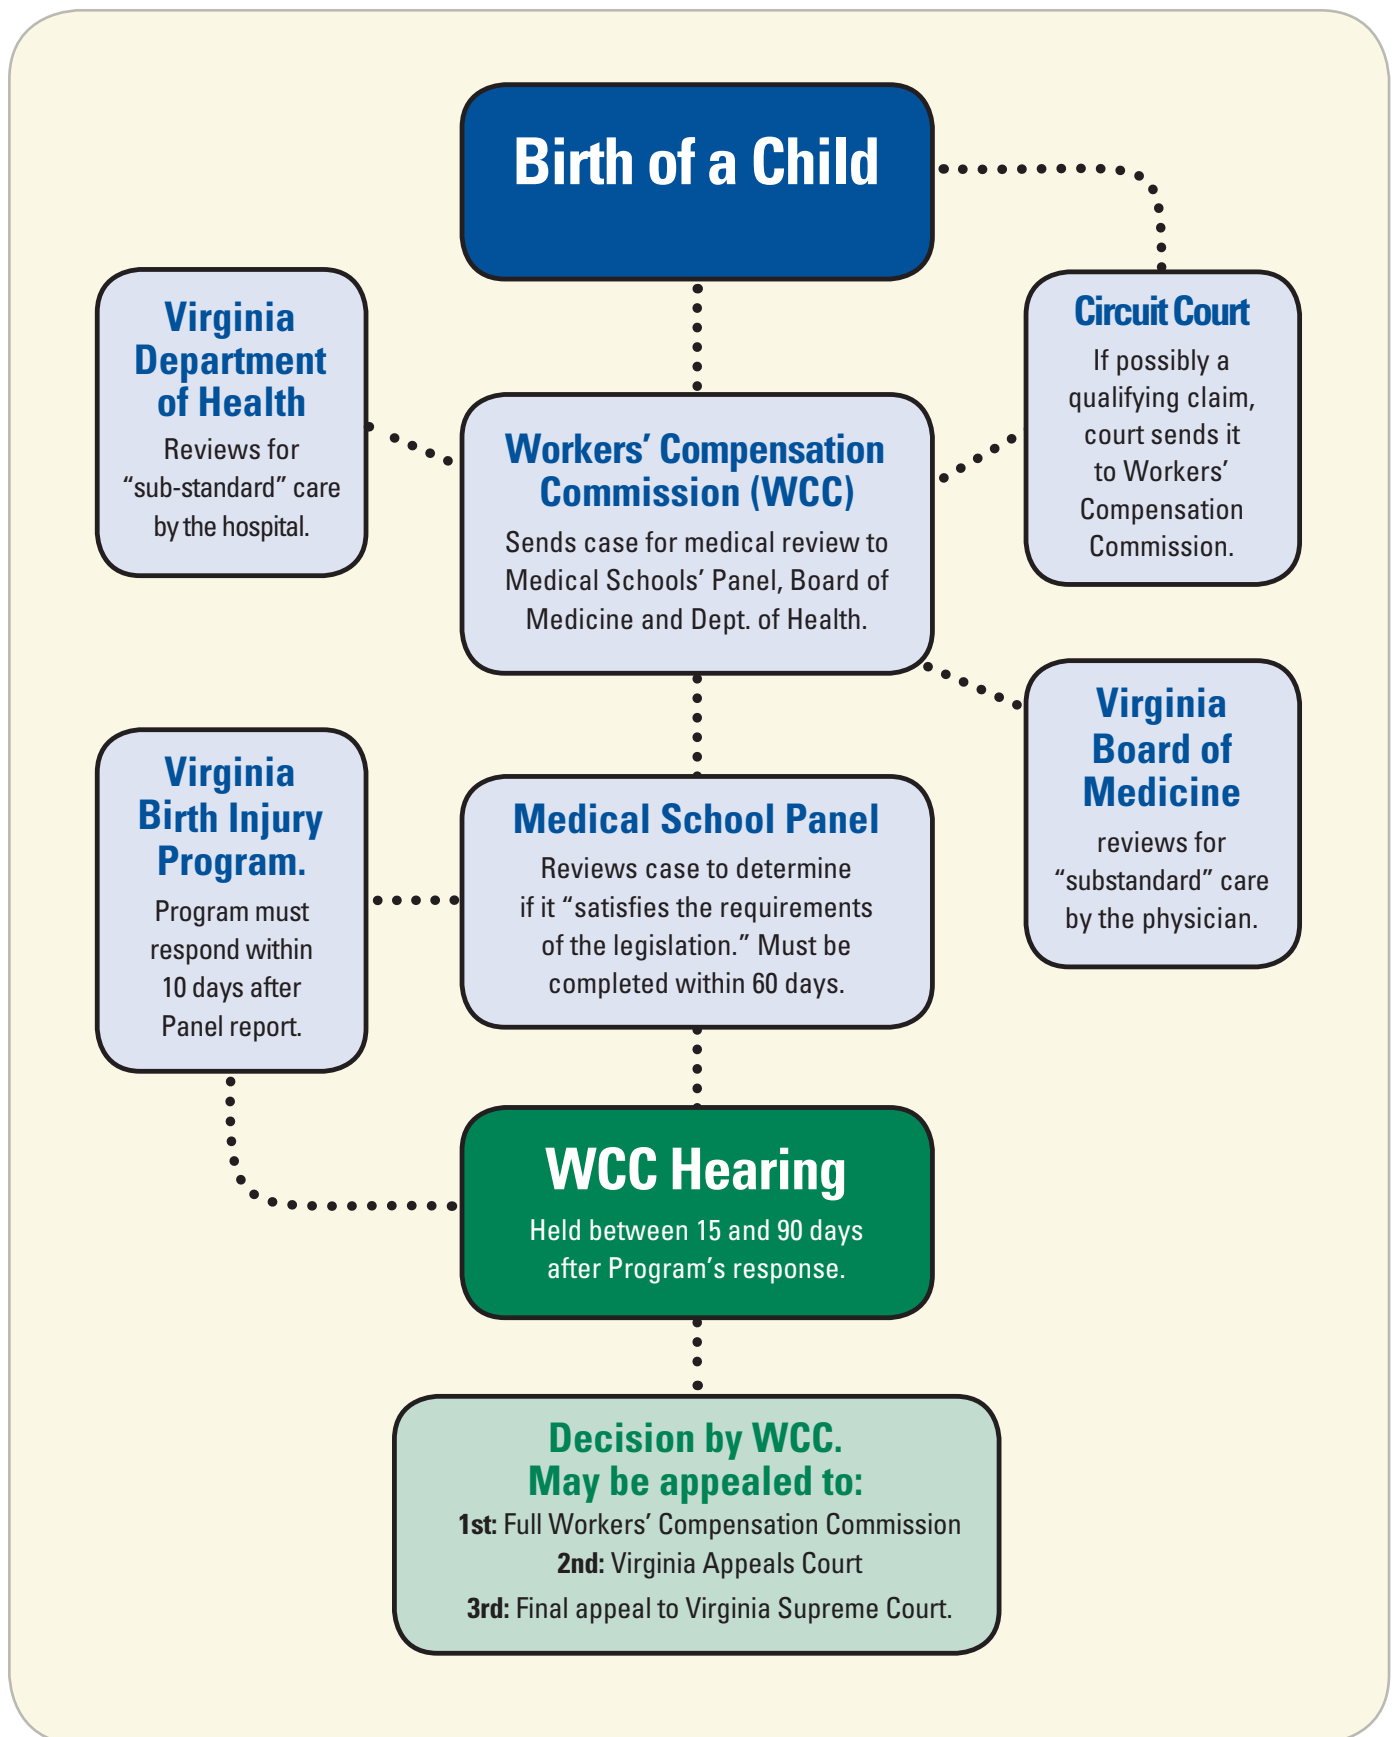 Birth of a Child
Virginia
Department
of Health
Reviews for
“sub-standard” care
by the hospital.
Circuit Court
If possibly a
qualifying claim,
court sends it
to Workers’
Compensation
Commission.
Workers’ Compensation
Commission (WCC)
Sends case for medical review to
Medical Schools’ Panel, Board of
Medicine and Dept. of Health.
Virginia
Board of
Medicine
reviews for
“substandard” care
by the physician.
Virginia
Birth Injury
Program.
Program must
respond within
10 days after
Panel report.
Medical School Panel
Reviews case to determine
if it “satisfies the requirements
of the legislation.” Must be
completed within 60 days.
WCC Hearing
Held between 15 and 90 days
after Program’s response.
Decision by WCC.
May be appealed to:
1st: Full Workers’ Compensation Commission
2nd: Virginia Appeals Court
3rd: Final appeal to Virginia Supreme Court.